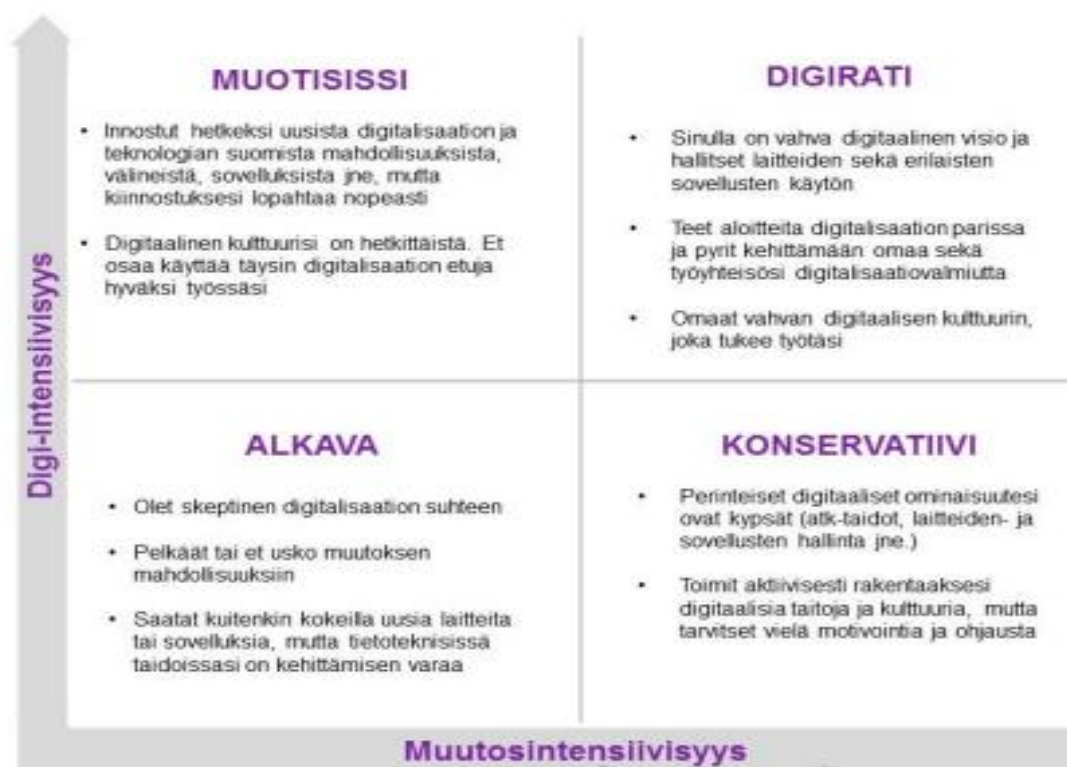 MUOTISISSI
• Innostut hetkeksi uusista digitalisaation ja
teknologian suomista mahdollisuuksista,
välineistä, sovelluksista jne, mutta
kiinnostuksesi lopahtaa nopeasti
• Digitaalinen kulttuurisi on hetkittäistä. Et
osaa käyttää täysin digitalisaation etuja
hyväksi työssäsi
DIGIRATI
• Sinulla on vahva digitaalinen visio ja
hallitset laitteiden sekä erilaisten
sovellusten käytön
• Teet aloitteita digitalisaation parissa
ja pyrit kehittämään omaa sekä
työyhteisösi digitalisaatiovalmiutta
• Omaat vahvan digitaalisen kulttuurin,
joka tukee työtäsi
Digi-intensiivisyys
ALKAVA
• Olet skeptinen digitalisaation suhteen
• Pelkäät tai et usko muutoksen
mahdollisuuksiin
• Saatat kuitenkin kokeilla uusia laitteita
tai sovelluksia, mutta tietoteknisissä
taidoissasi on kehittämisen varaa
KONSERVATIIVI
• Perinteiset digitaaliset ominaisuutesi
ovat kypsät (atk-taidot, laitteiden- ja
sovellusten hallinta jne.)
• Toimit aktiivisesti rakentaaksesi
digitaalisia taitoja ja kulttuuria, mutta
tarvitset vielä motivointia ja ohjausta
Muutosintensiivisyys